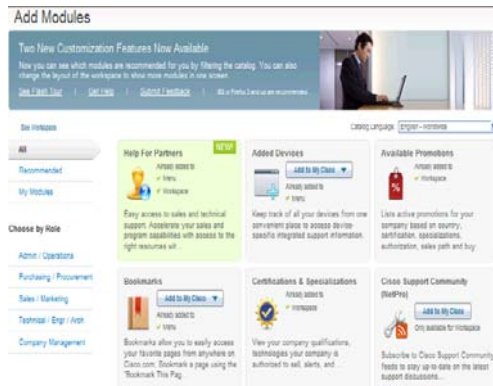 Add Modules
Two New Customization Features Now Available
Now you can see which modules are recommended for you by filtering the catalog. You can also
change the layout of the workspace to show more modules in one screen.
See Flash Tour | Get Help | Submit Feedback | IE8 or Firefox 3 and up are recommended.
See Workspace
Catalog Language: English - Worldwide
All
Recommended
My Modules
Choose by Role
Admin / Operations
Purchasing / Procurement
Sales / Marketing
Technical / Engr / Arch
Company Management
NEW!
Help For Partners
Already added to
Menu
Workspace
Easy access to sales and technical
support. Accelerate your sales and
program capabilities with access to the
right resources wit...
Added Devices
Add to My Cisco
Already added to
Menu
Keep track of all your devices from one
convenient place to access device-
specific integrated support information.
Available Promotions
Already added to
Workspace
Lists active promotions for your
company based on country,
certification, specializations,
authorization, sales path and buy
Bookmarks
Add to My Cisco
Already added to
Menu
Bookmarks allow you to easily access
your favorite pages from anywhere on
Cisco.com. Bookmark a page using the
"Bookmark This Pag...
Certifications & Specializations
Already added to
Workspace
View your company qualifications,
technologies your company is
authorized to sell, alerts, and ...
Cisco Support Community
(NetPro)
Add to My Cisco
Only available for Workspace
Subscribe to Cisco Support Community
feeds to stay up-to-date on the latest
support discussions...